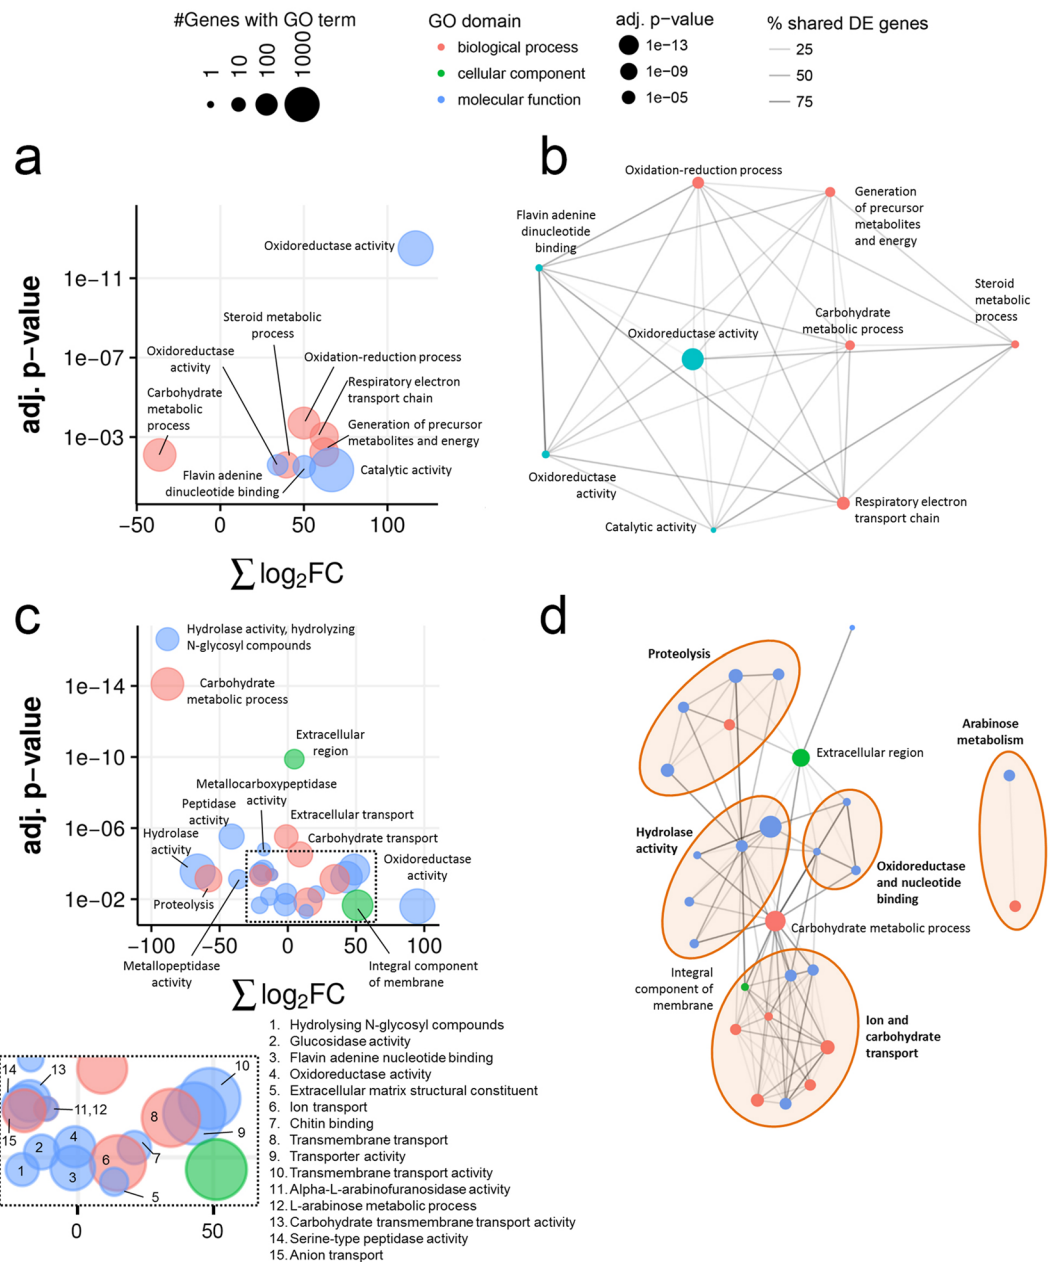 #Genes with GO term
1
10
100
1000
GO domain
biological process
cellular component
molecular function
adj. p−value
1e−13
1e−09
1e−05
% shared DE genes
25
50
75
a
adj. p−value
1e−11
1e−07
1e−03
Oxidoreductase activity
Steroid metabolic
process
Oxidoreductase
activity
Oxidation-reduction process
Carbohydrate
metabolic
process
Respiratory electron
transport chain
Generation of precursor
metabolites and energy
Flavin adenine
dinucleotide binding
Catalytic activity
−50
0
50
100
∑ log2FC
b
Oxidation-reduction process
Generation
of precursor
metabolites
and energy
Flavin adenine
dinucleotide
binding
Steroid
metabolic
process
Carbohydrate
metabolic process
Oxidoreductase activity
Oxidoreductase
activity
Catalytic activity
Respiratory electron
transport chain
c
adj. p−value
1e−14
1e−10
1e−06
1e−02
Hydrolase activity, hydrolyzing
N-glycosyl compounds
Carbohydrate
metabolic process
Extracellular
region
Metallocarboxypeptidase
activity
Peptidase
activity
Extracellular transport
Hydrolase
activity
Carbohydrate transport
Oxidoreductase
activity
Proteolysis
−100
−50
0
50
100
Metallopeptidase
activity
Integral component
of membrane
∑ log2FC
14
13
10
11,12
15
8
9
4
2
7
6
1
3
5
0
50
1. Hydrolysing N-glycosyl compounds
2. Glucosidase activity
3. Flavin adenine nucleotide binding
4. Oxidoreductase activity
5. Extracellular matrix structural constituent
6. Ion transport
7. Chitin binding
8. Transmembrane transport
9. Transporter activity
10. Transmembrane transport activity
11. Alpha-L-arabinofuranosidase activity
12. L-arabinose metabolic process
13. Carbohydrate transmembrane transport activity
14. Serine-type peptidase activity
15. Anion transport
d
Proteolysis
Arabinose
metabolism
Extracellular region
Hydrolase
activity
Oxidoreductase
and nucleotide
binding
Carbohydrate metabolic process
Integral
component of
membrane
Ion and
carbohydrate
transport